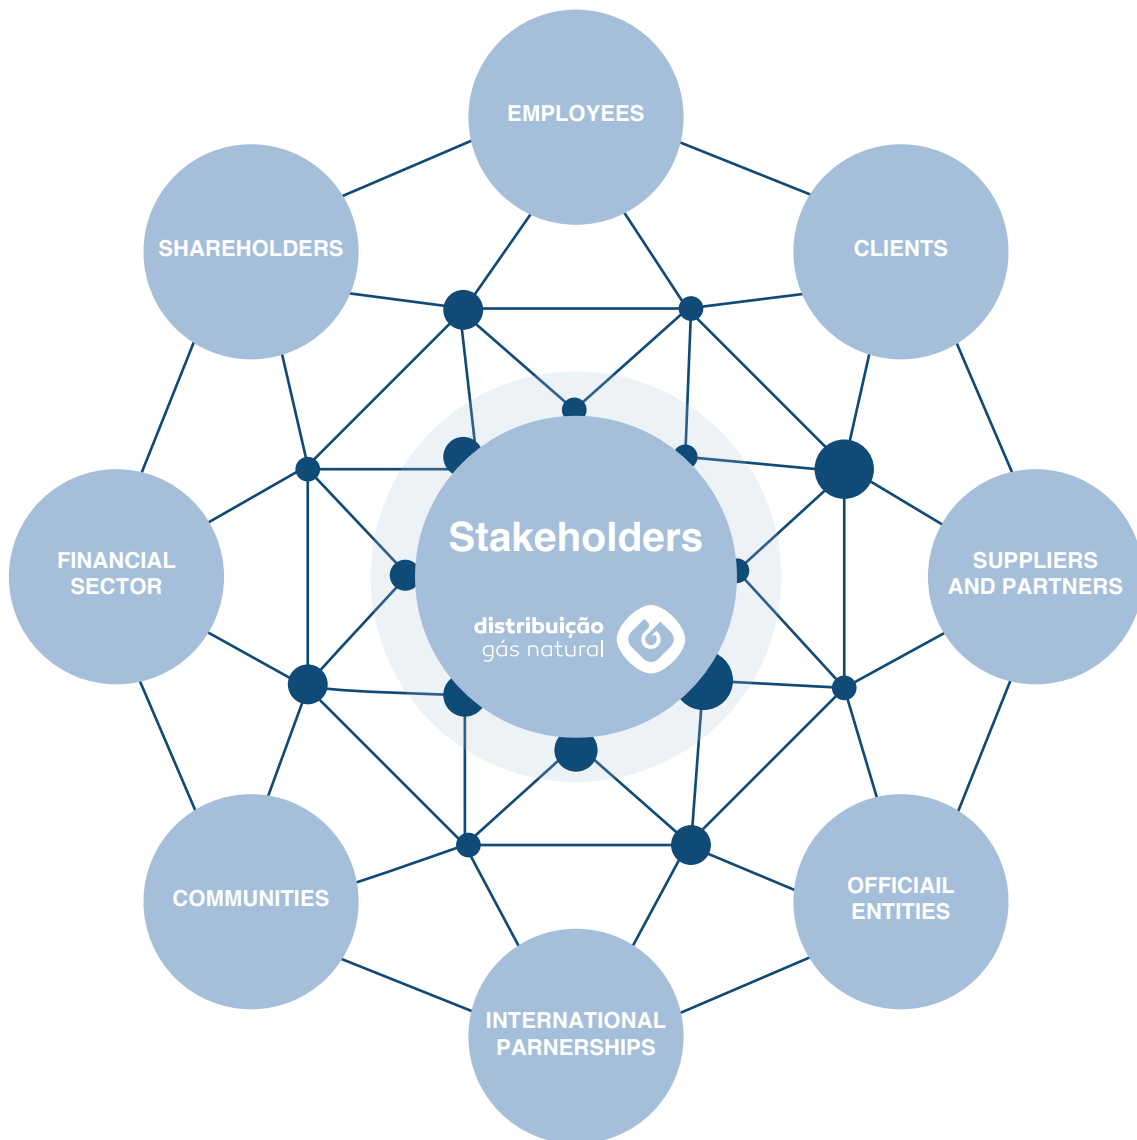 EMPLOYEES
SHAREHOLDERS
CLIENTS
Stakeholders
FINANCIAL
SECTOR
SUPPLIERS
AND PARTNERS
distribuição
gás natural
COMMUNITIES
OFFICIAIL
ENTITIES
INTERNATIONAL
PARNERSHIPS